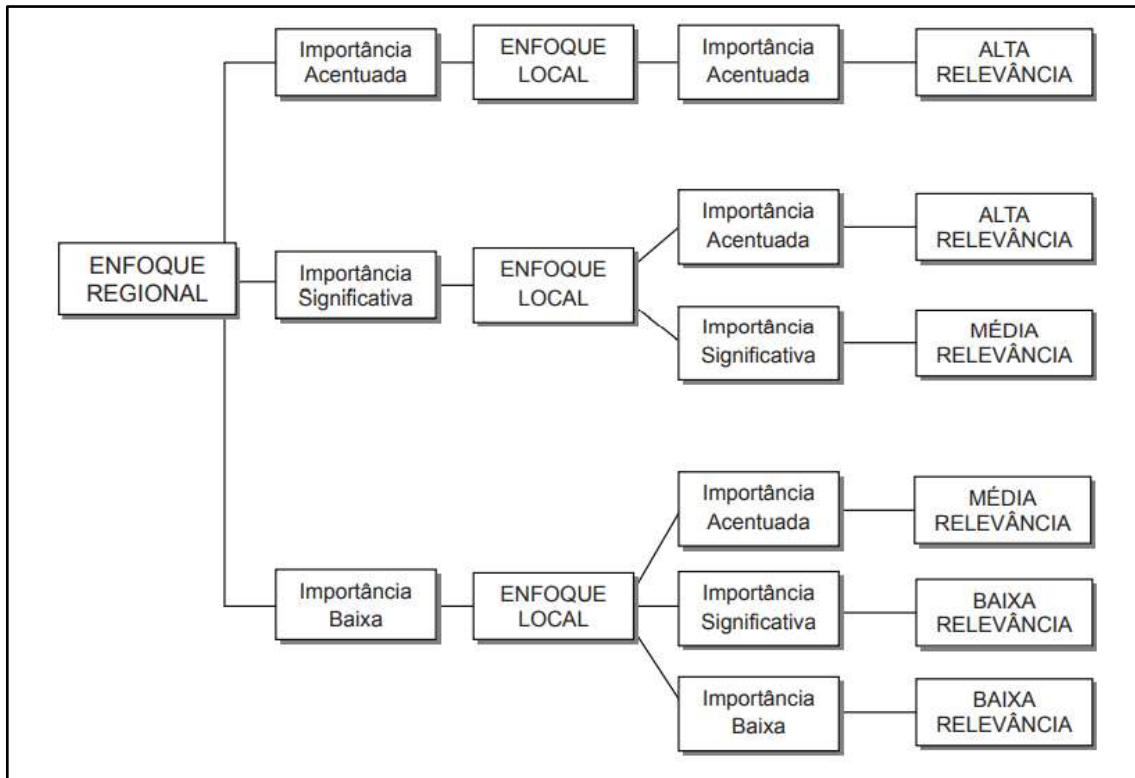 Importância
Acentuada
ENFOQUE
LOCAL
Importância
Acentuada
ALTA
RELEVÂNCIA
ENFOQUE
REGIONAL
Importância
Significativa
ENFOQUE
LOCAL
Importância
Acentuada
ALTA
RELEVÂNCIA
Importância
Significativa
MÉDIA
RELEVÂNCIA
Importância
Baixa
ENFOQUE
LOCAL
Importância
Acentuada
MÉDIA
RELEVÂNCIA
Importância
Significativa
BAIXA
RELEVÂNCIA
Importância
Baixa
BAIXA
RELEVÂNCIA